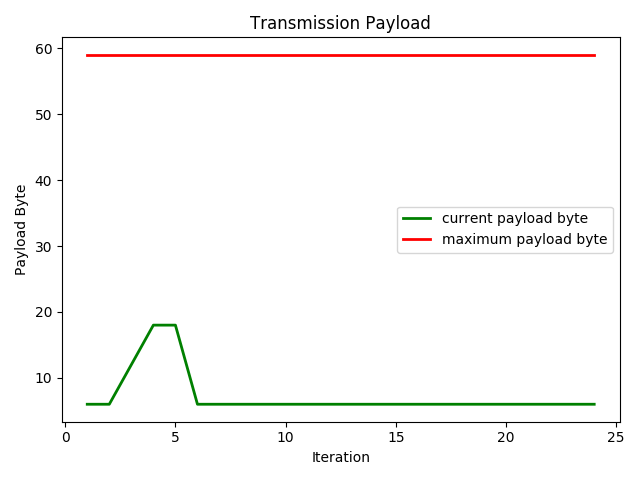 Transmission Payload
60
50
40
30
20
10
Payload Byte
current payload byte
maximum payload byte
0 5 10 15 20 25
Iteration